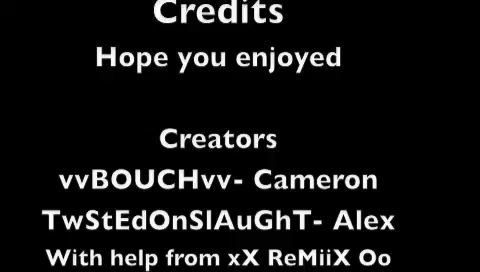 Credits
Hope you enjoyed
Creators
vvBOUCHvv- Cameron
TwStEdOnSlAuGhT- Alex
With help from xX ReMiiX Oo